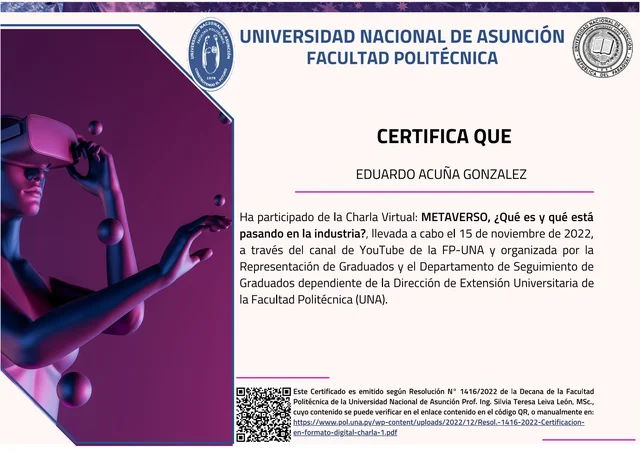 UNIVERSIDAD NACIONAL DE ASUNCIÓN
FACULTAD POLITÉCNICA
CERTIFICA QUE
EDUARDO ACUÑA GONZALEZ
Ha participado de la Charla Virtual: METAVERSO, ¿Qué es y qué está
pasando en la industria?, llevada a cabo el 15 de noviembre de 2022,
a través del canal de YouTube de la FP-UNA y organizada por la
Representación de Graduados y el Departamento de Seguimiento de
Graduados dependiente de la Dirección de Extensión Universitaria de
la Facultad Politécnica (UNA).
Este Certificado es emitido según Resolución N° 1416/2022 de la Decana de la Facultad
Politécnica de la Universidad Nacional de Asunción Prof. Ing. Silvia Teresa Leiva León, MSc.,
cuyo contenido se puede verificar en el enlace contenido en el código QR, o manualmente en:
https://www.pol.una.py/wp-content/uploads/2022/12/Resol.-1416-2022-Certificacion-
en-formato-digital-charla-1.pdf